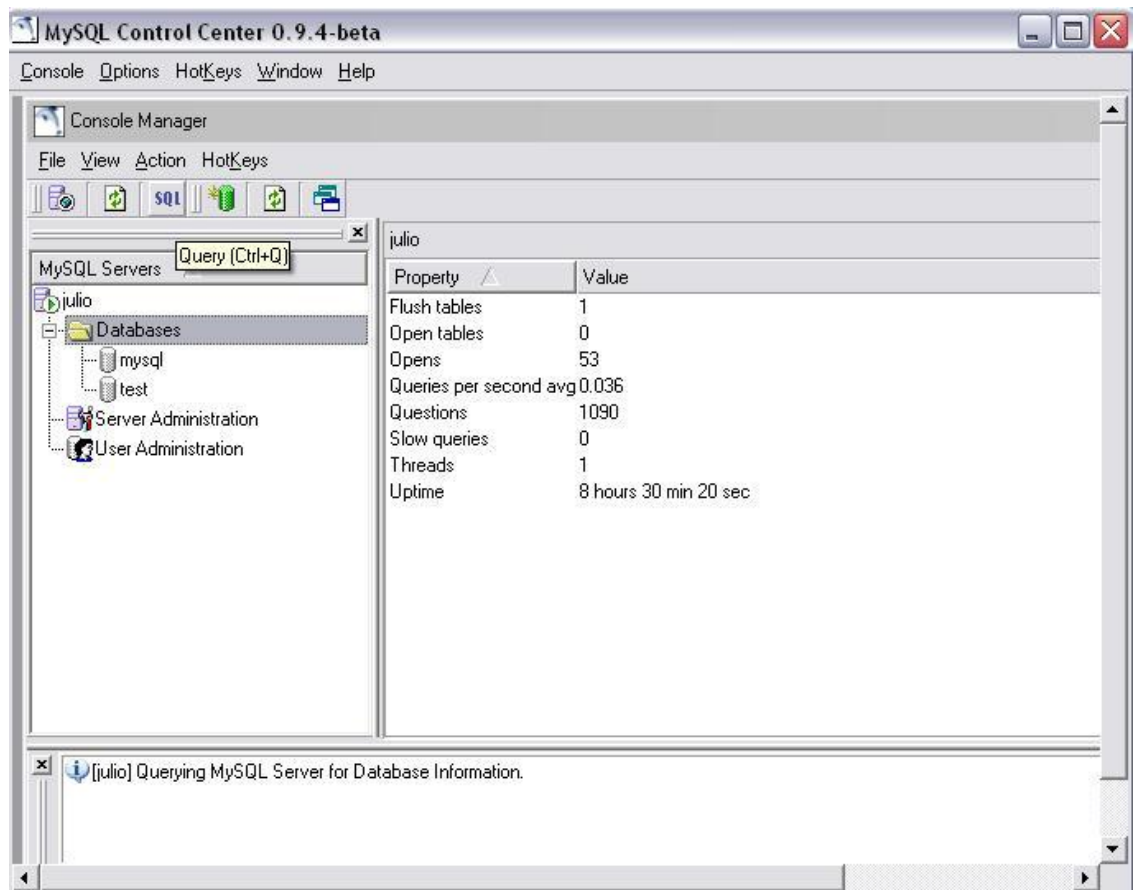 MySQL Control Center 0.9.4-beta
Console Options HotKeys Window Help
Console Manager
File View Action HotKeys
SQL
Query (Ctrl+Q)
MySQL Servers
julio
Databases
mysql
test
Server Administration
User Administration
julio
Property Value
Flush tables 1
Open tables 0
Opens 53
Queries per second avg 0.036
Questions 1090
Slow queries 0
Threads 1
Uptime 8 hours 30 min 20 sec
[julio] Querying MySQL Server for Database Information.